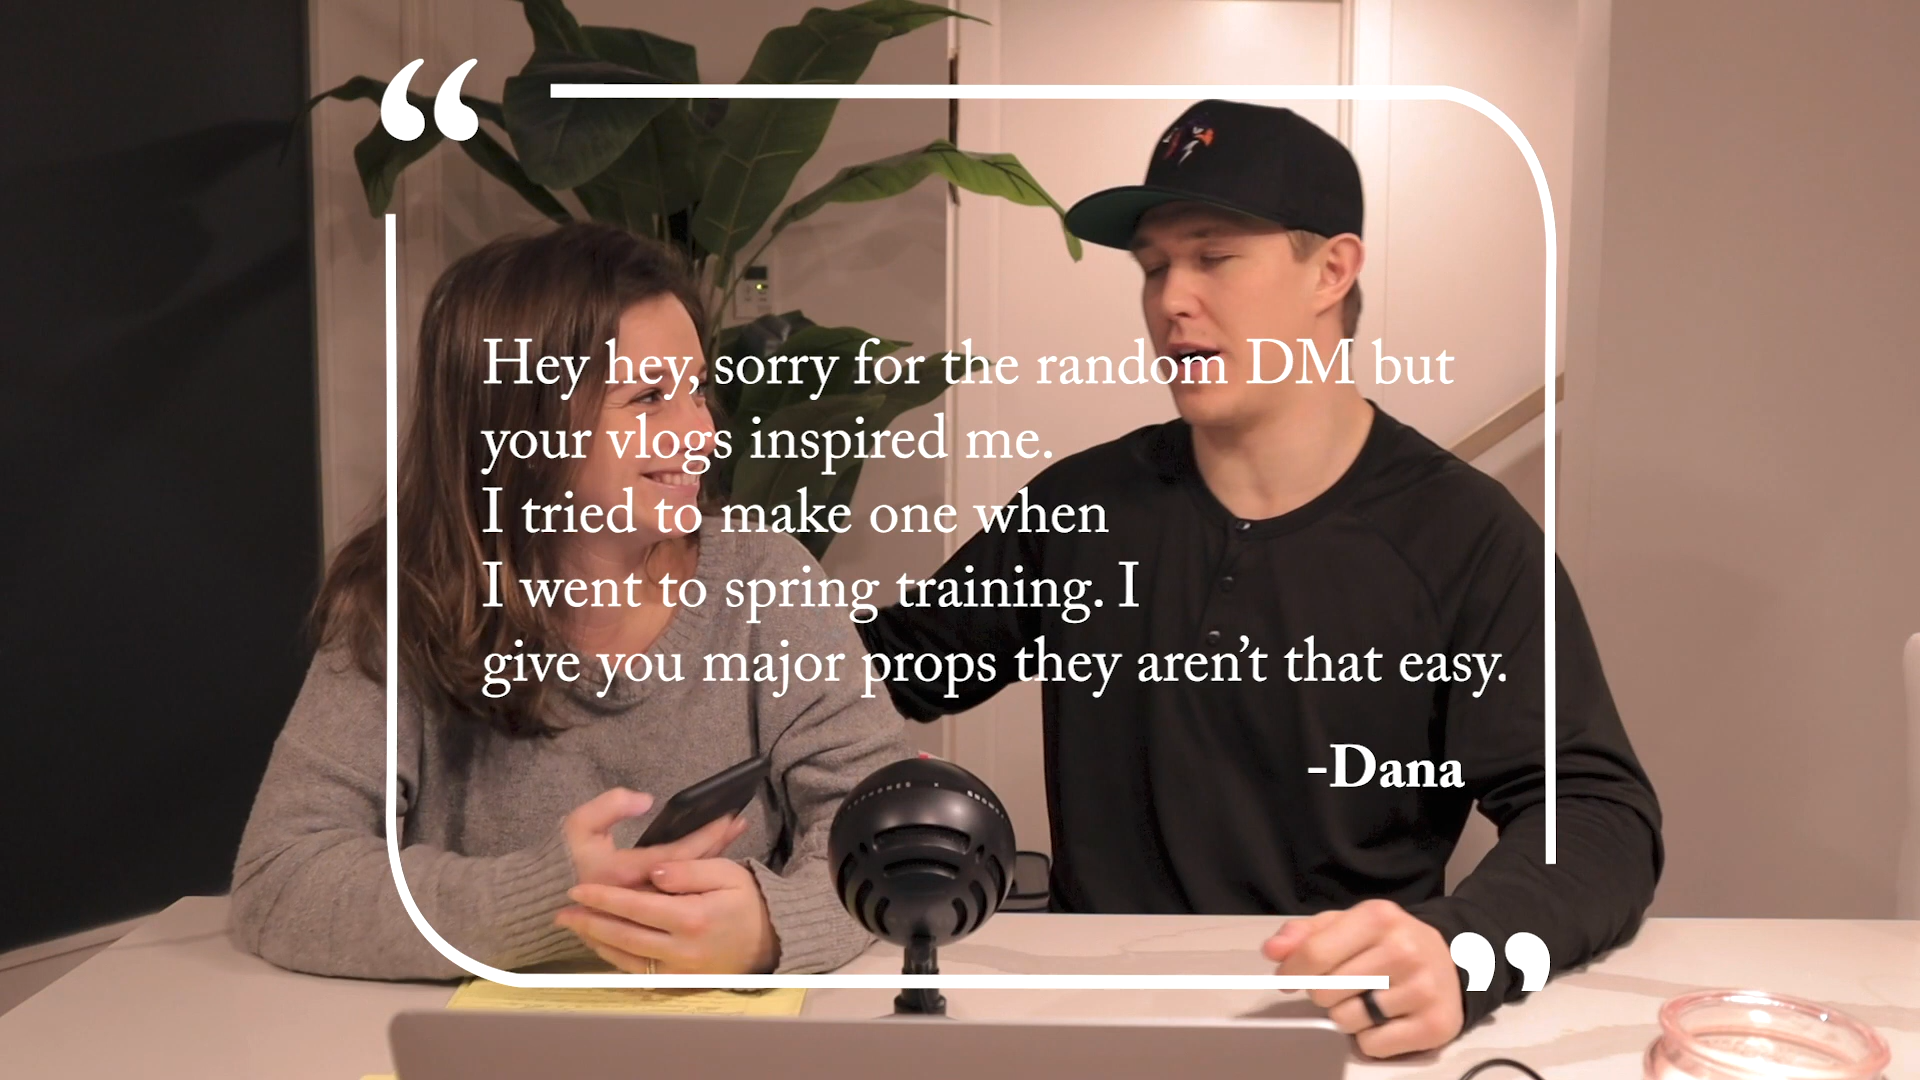 “
Hey hey, sorry for the random DM but
your vlogs inspired me.
I tried to make one when
I went to spring training. I
give you major props they aren’t that easy.
-Dana
”